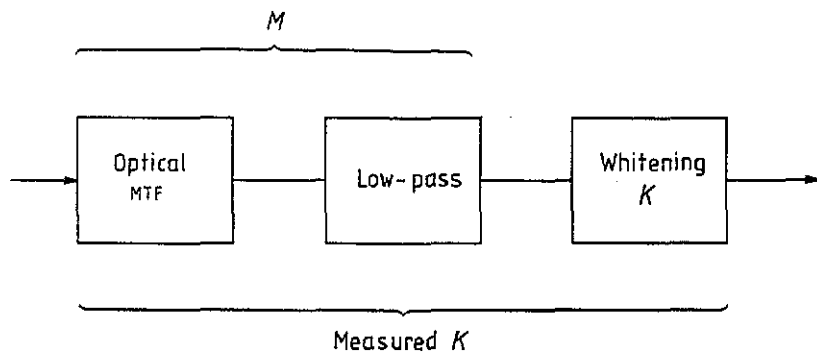 M
Optical
MTF
Low-pass
Whitening
K
Measured K